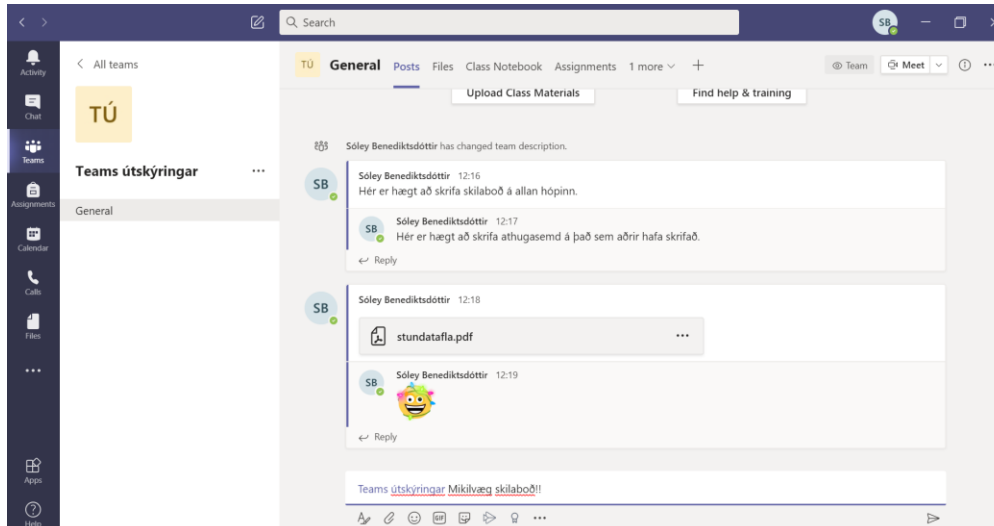 Search
SB
Activity
Chat
Teams
Assignments
Calendar
Calls
Files
Apps
Help
All teams
TÚ
Teams útskýringar
General
TÚ General Posts Files Class Notebook Assignments 1 more Team Meet
Upload Class Materials Find help & training
Sóley Benediktsdóttir has changed team description.
SB
Sóley Benediktsdóttir 12:16
Hér er hægt að skrifa skilaboð á allan hópinn.
SB
Sóley Benediktsdóttir 12:17
Hér er hægt að skrifa athugasemd á það sem aðrir hafa skrifað.
Reply
SB
Sóley Benediktsdóttir 12:18
stundatafla.pdf
SB
Sóley Benediktsdóttir 12:19
Reply
Teams útskýringar Mikilvæg skilaboð!!
GIF